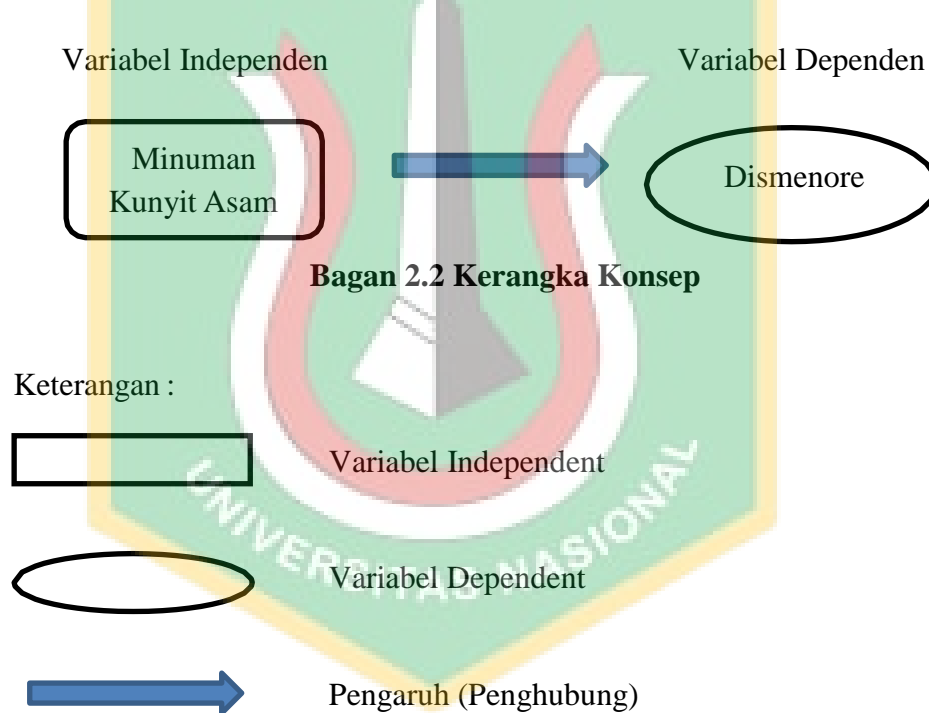 Variabel Independen Variabel Dependen
Minuman
Kunyit Asam
Dismenore
Bagan 2.2 Kerangka Konsep
Keterangan :
Variabel Independent
Variabel Dependent
Pengaruh (Penghubung)
UNIVERSITAS NASIONAL